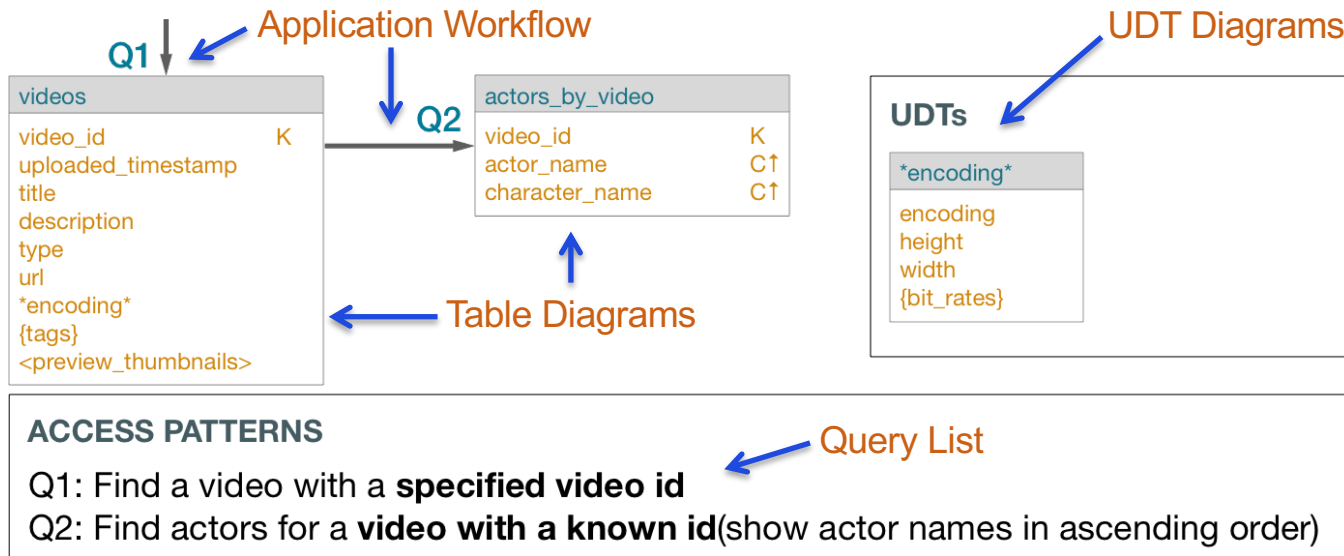 Application Workflow
UDT Diagrams
Q1
videos
video_id K
uploaded_timestamp
title
description
type
url
*encoding*
{tags}
<preview_thumbnails>
Q2
actors_by_video
video_id K
actor_name C↑
character_name C↑
Table Diagrams
UDTs
*encoding*
encoding
height
width
{bit_rates}
ACCESS PATTERNS
Query List
Q1: Find a video with a specified video id
Q2: Find actors for a video with a known id(show actor names in ascending order)